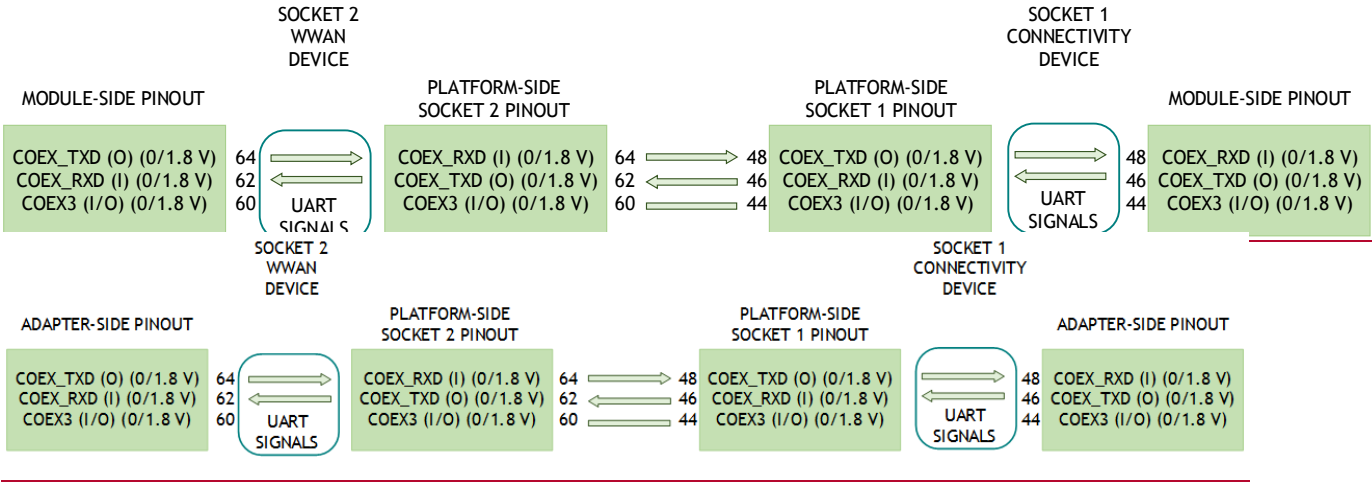 SOCKET 2
WWAN
DEVICE
SOCKET 1
CONNECTIVITY
DEVICE
MODULE-SIDE PINOUT
PLATFORM-SIDE
SOCKET 2 PINOUT
PLATFORM-SIDE
SOCKET 1 PINOUT
MODULE-SIDE PINOUT
COEX_TXD (O) (0/1.8 V) 64 COEX_RXD (I) (0/1.8 V) 64 48 COEX_TXD (O) (0/1.8 V) 48 COEX_RXD (I) (0/1.8 V)
COEX_RXD (I) (0/1.8 V) 62 COEX_TXD (O) (0/1.8 V) 62 46 COEX_RXD (I) (0/1.8 V) 46 COEX_TXD (O) (0/1.8 V)
COEX3 (I/O) (0/1.8 V) 60 COEX3 (I/O) (0/1.8 V) 60 44 COEX3 (I/O) (0/1.8 V) 44 COEX3 (I/O) (0/1.8 V)
UART
SIGNALS
UART
SIGNALS
SOCKET 2
WWAN
DEVICE
SOCKET 1
CONNECTIVITY
DEVICE
ADAPTER-SIDE PINOUT
PLATFORM-SIDE
SOCKET 2 PINOUT
PLATFORM-SIDE
SOCKET 1 PINOUT
ADAPTER-SIDE PINOUT
COEX_TXD (O) (0/1.8 V) 64 COEX_RXD (I) (0/1.8 V) 64 48 COEX_TXD (O) (0/1.8 V) 48 COEX_RXD (I) (0/1.8 V)
COEX_RXD (I) (0/1.8 V) 62 COEX_TXD (O) (0/1.8 V) 62 46 COEX_RXD (I) (0/1.8 V) 46 COEX_TXD (O) (0/1.8 V)
COEX3 (I/O) (0/1.8 V) 60 COEX3 (I/O) (0/1.8 V) 60 44 COEX3 (I/O) (0/1.8 V) 44 COEX3 (I/O) (0/1.8 V)
UART
SIGNALS
UART
SIGNALS